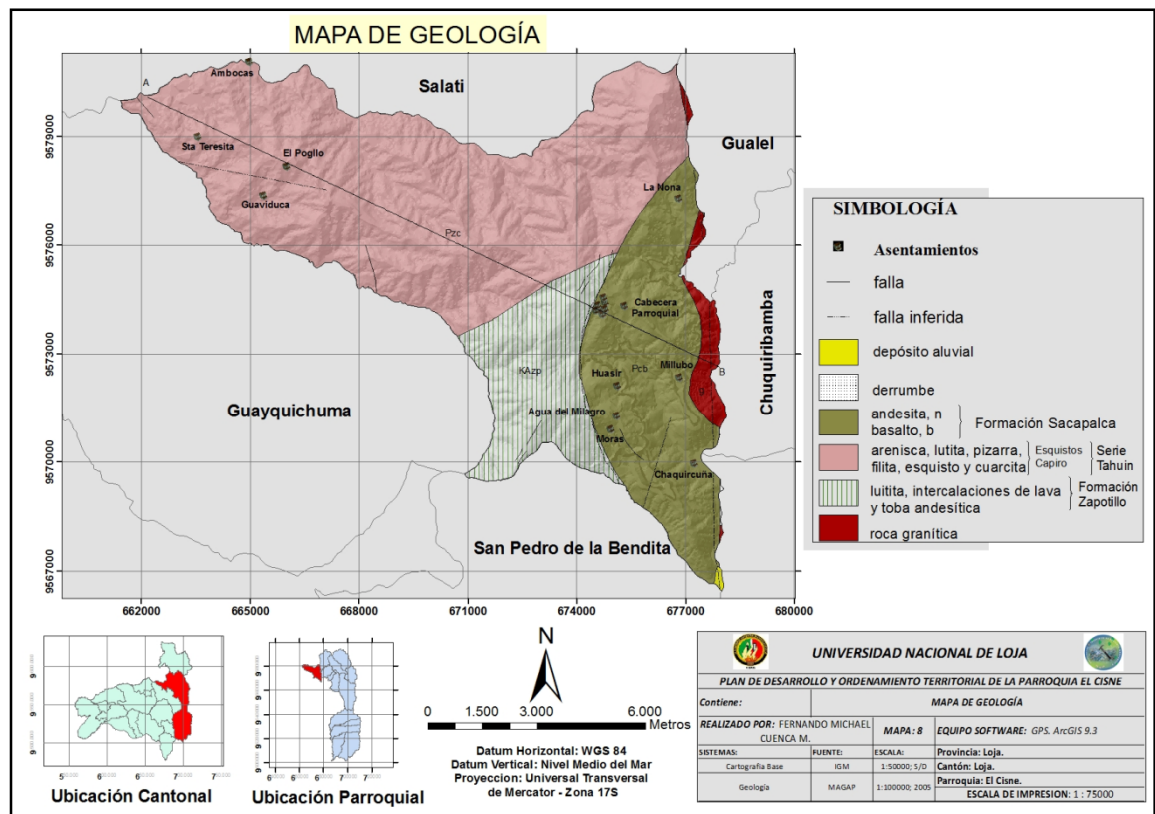 MAPA DE GEOLOGÍA
Ambocas
A
Salati
Sta Teresita
El Pogllo
Gualel
Guaviduca
La Nona
Pzc
Cabecera
Parroquial
Chuquiribamba
KAzp
Huasir
Pcb
Millubo
B
g
Guayquichuma
Agua del Milagro
Moras
Chaquircuña
San Pedro de la Bendita
9579000
9576000
9573000
9570000
9567000
662000 665000 668000 671000 674000 677000 680000
SIMBOLOGÍA
Asentamientos
falla
falla inferida
depósito aluvial
derrumbe
andesita, n
basalto, b
Formación Sacapalca
arenisca, lutita, pizarra,
filita, esquisto y cuarcita
Esquistos
Capiro
Serie
Tahuin
luitita, intercalaciones de lava
y toba andesítica
Formación
Zapotillo
roca granítica
Ubicación Cantonal
Ubicación Parroquial
N
0 1.500 3.000 6.000
Metros
Datum Horizontal: WGS 84
Datum Vertical: Nivel Medio del Mar
Proyeccion: Universal Transversal
de Mercator - Zona 17S
UNIVERSIDAD NACIONAL DE LOJA
PLAN DE DESARROLLO Y ORDENAMIENTO TERRITORIAL DE LA PARROQUIA EL CISNE
Contiene: MAPA DE GEOLOGÍA
REALIZADO POR: FERNANDO MICHAEL
CUENCA M.
MAPA: 8
EQUIPO SOFTWARE: GPS. ArcGIS 9.3
SISTEMAS: FUENTE: ESCALA: Provincia: Loja.
Cartografía Base IGM 1:50000; S/D Cantón: Loja.
Geología MAGAP 1:100000; 2005 Parroquia: El Cisne.
ESCALA DE IMPRESION: 1 : 75000